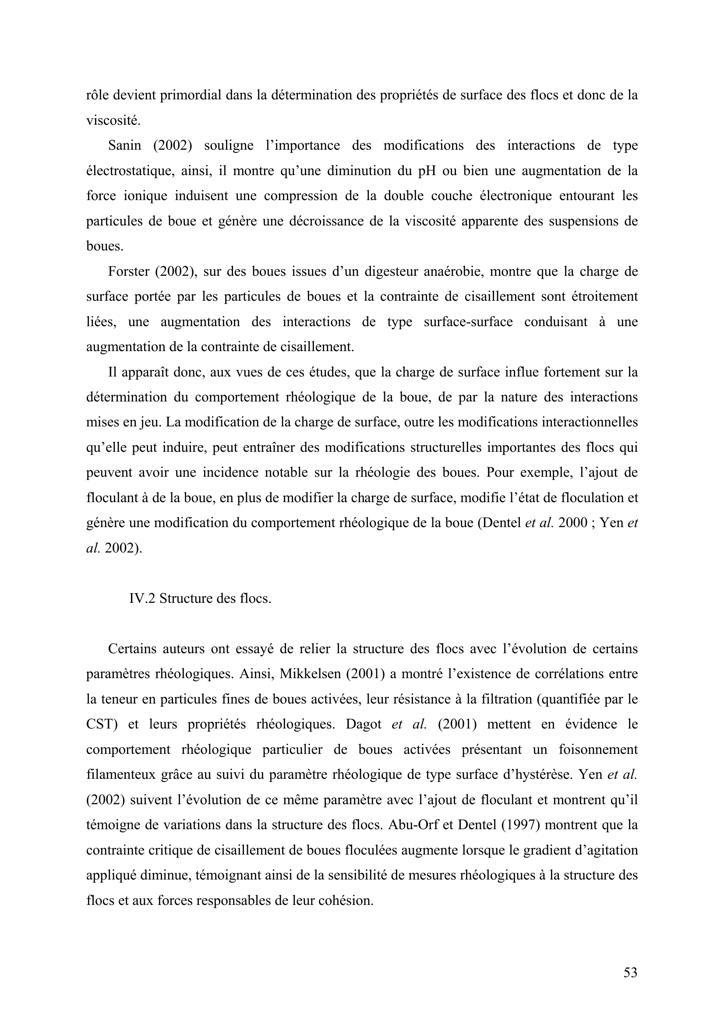 rôle devient primordial dans la détermination des propriétés de surface des flocs et donc de la
viscosité.
Sanin (2002) souligne l’importance des modifications des interactions de type
électrostatique, ainsi, il montre qu’une diminution du pH ou bien une augmentation de la
force ionique induisent une compression de la double couche électronique entourant les
particules de boue et génère une décroissance de la viscosité apparente des suspensions de
boues.
Forster (2002), sur des boues issues d’un digesteur anaérobie, montre que la charge de
surface portée par les particules de boues et la contrainte de cisaillement sont étroitement
liées, une augmentation des interactions de type surface-surface conduisant à une
augmentation de la contrainte de cisaillement.
Il apparaît donc, aux vues de ces études, que la charge de surface influe fortement sur la
détermination du comportement rhéologique de la boue, de par la nature des interactions
mises en jeu. La modification de la charge de surface, outre les modifications interactionnelles
qu’elle peut induire, peut entraîner des modifications structurelles importantes des flocs qui
peuvent avoir une incidence notable sur la rhéologie des boues. Pour exemple, l’ajout de
floculant à de la boue, en plus de modifier la charge de surface, modifie l’état de floculation et
génère une modification du comportement rhéologique de la boue (Dentel et al. 2000 ; Yen et
al. 2002).
IV.2 Structure des flocs.
Certains auteurs ont essayé de relier la structure des flocs avec l’évolution de certains
paramètres rhéologiques. Ainsi, Mikkelsen (2001) a montré l’existence de corrélations entre
la teneur en particules fines de boues activées, leur résistance à la filtration (quantifiée par le
CST) et leurs propriétés rhéologiques. Dagot et al. (2001) mettent en évidence le
comportement rhéologique particulier de boues activées présentant un foisonnement
filamenteux grâce au suivi du paramètre rhéologique de type surface d’hystérèse. Yen et al.
(2002) suivent l’évolution de ce même paramètre avec l’ajout de floculant et montrent qu’il
témoigne de variations dans la structure des flocs. Abu-Orf et Dentel (1997) montrent que la
contrainte critique de cisaillement de boues floculées augmente lorsque le gradient d’agitation
appliqué diminue, témoignant ainsi de la sensibilité de mesures rhéologiques à la structure des
flocs et aux forces responsables de leur cohésion.
53